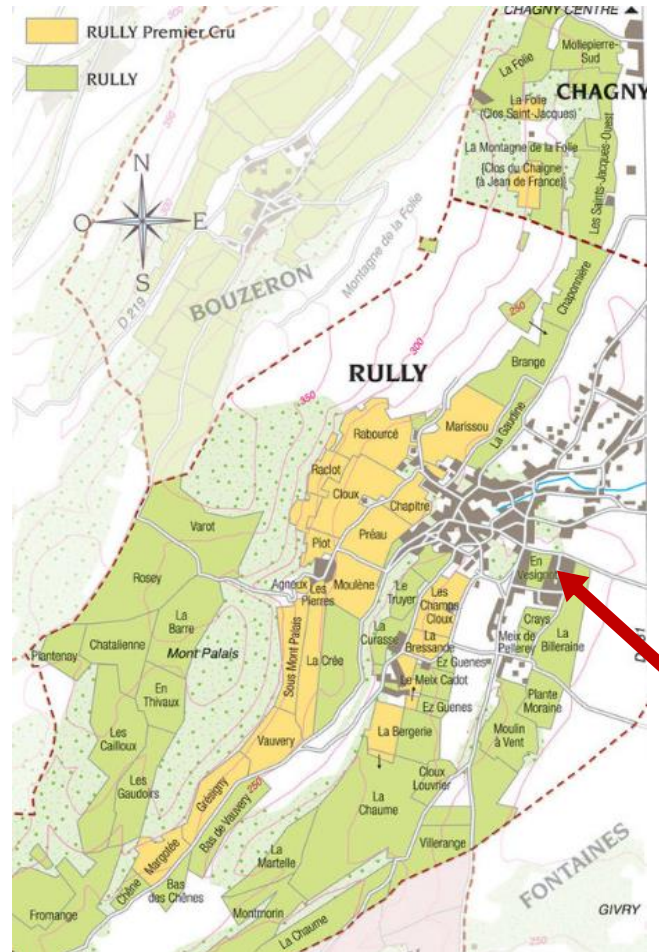 CHAGNY CENTRE
RULLY Premier Cru
RULLY
La Folie
Mollepierre-
Sud
CHAGNY
La Folie
(Clos Saint-Jacques)
La Montagne de la Folie
(Clos du Chaigne
à Jean de France)
Les Saints-Jacques-Ouest
N
O
E
S
D 219
BOUZERON
Montagne de la Folie
250
300
350
Chaponnière
Brange
RULLY
La Gaudine
Marissou
Rabourcé
Raclot
Cloux
Chapitre
Préau
Plot
Varot
Agneux
Les
Pierres
Moulène
Rosey
La
Barre
Mont Palais
Chatalienne
Plantenay
En
Thivaux
Les
Cailloux
Les
Gaudoirs
Sous Mont Palais
La Crée
Le
Truyer
La
Curasse
Les
Champs
Cloux
La
Bressande
Ez Guenes
Le Meix Cadot
Ez Guenes
En
Crays
Meix de
Pellerey
La
Billeraine
Plante
Moraine
Moulin
à Vent
Vauvery
La Bergerie
Grésigny
Margotée
Bas de Vauvery
250
Cloux
Louvrier
La
Chaume
Villerange
La
Martelle
Chêne
Bas
des Chênes
Montmorin
La Chaume
Fromange
FONTAINES
GIVRY
250